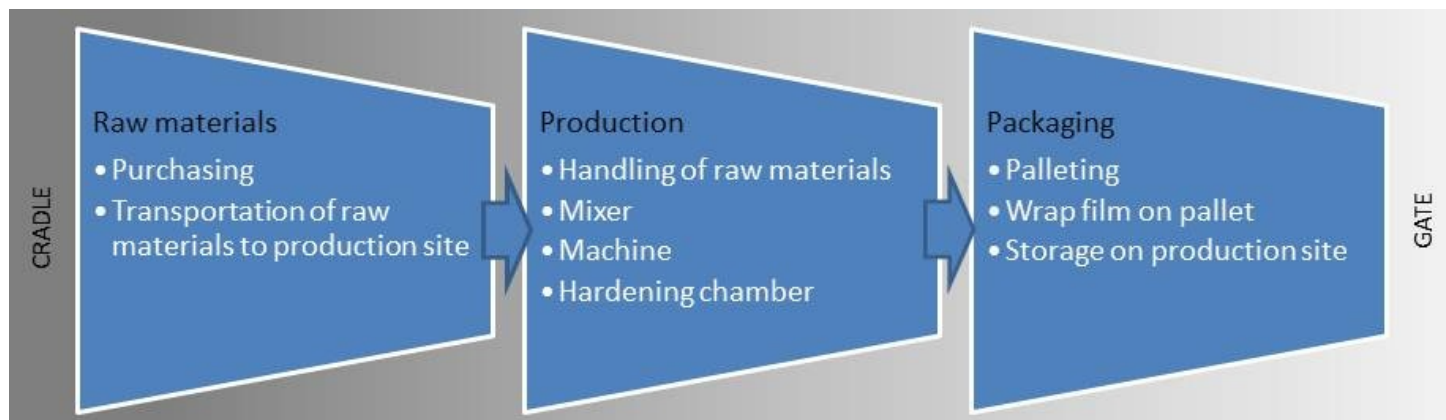 CRADLE
Raw materials
• Purchasing
• Transportation of raw
materials to production site
Production
• Handling of raw materials
• Mixer
• Machine
• Hardening chamber
Packaging
• Palleting
• Wrap film on pallet
• Storage on production site
GATE